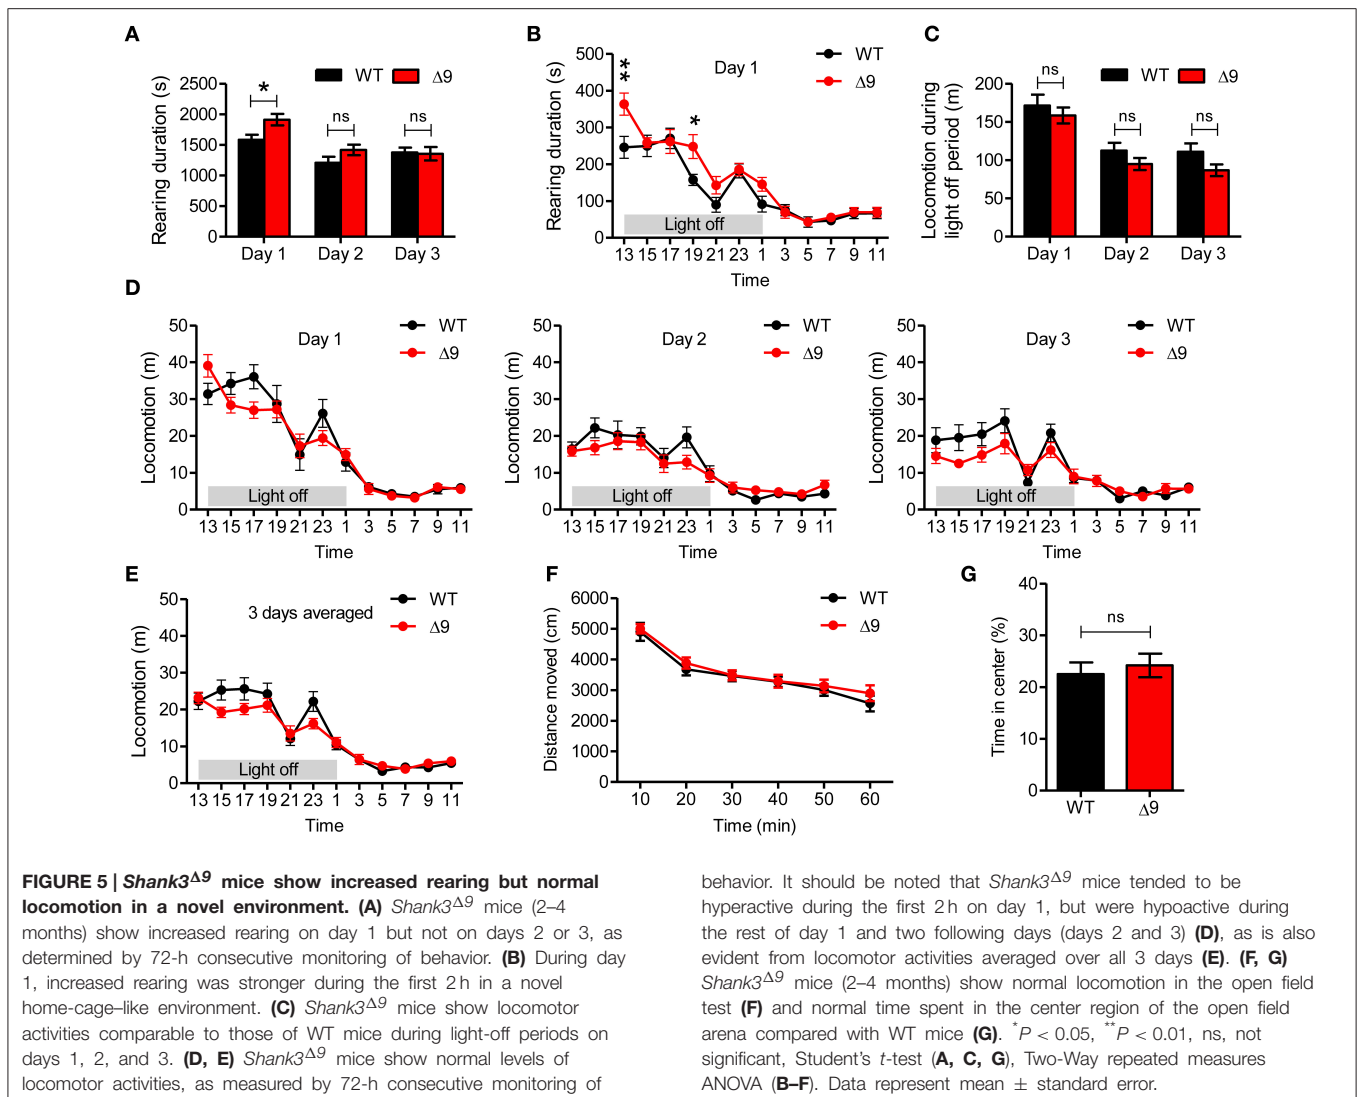 A
WT Δ9
Rearing duration (s)
2500
2000
1500
1000
500
0
*
ns
ns
Day 1 Day 2 Day 3
B
Day 1
WT
Δ9
Rearing duration (s)
500
400
300
200
100
0
**
*
Light off
13 15 17 19 21 23 1 3 5 7 9 11
Time
C
WT Δ9
Locomotion during
light off period (m)
200
150
100
50
0
ns
ns
ns
Day 1 Day 2 Day 3
D
Day 1
WT
Δ9
Locomotion (m)
50
40
30
20
10
0
Light off
13 15 17 19 21 23 1 3 5 7 9 11
Time
Day 2
WT
Δ9
Locomotion (m)
50
40
30
20
10
0
Light off
13 15 17 19 21 23 1 3 5 7 9 11
Time
Day 3
WT
Δ9
Locomotion (m)
50
40
30
20
10
0
Light off
13 15 17 19 21 23 1 3 5 7 9 11
Time
E
3 days averaged
WT
Δ9
Locomotion (m)
50
40
30
20
10
0
Light off
13 15 17 19 21 23 1 3 5 7 9 11
Time
F
WT
Δ9
Distance moved (cm)
6000
5000
4000
3000
2000
1000
0
10 20 30 40 50 60
Time (min)
G
Time in center (%)
40
30
20
10
0
ns
WT Δ9
FIGURE 5 | Shank3Δ9 mice show increased rearing but normal
locomotion in a novel environment. (A) Shank3Δ9 mice (2–4
months) show increased rearing on day 1 but not on days 2 or 3, as
determined by 72-h consecutive monitoring of behavior. (B) During day
1, increased rearing was stronger during the first 2 h in a novel
home-cage–like environment. (C) Shank3Δ9 mice show locomotor
activities comparable to those of WT mice during light-off periods on
days 1, 2, and 3. (D, E) Shank3Δ9 mice show normal levels of
locomotor activities, as measured by 72-h consecutive monitoring of
behavior. It should be noted that Shank3Δ9 mice tended to be
hyperactive during the first 2 h on day 1, but were hypoactive during
the rest of day 1 and two following days (days 2 and 3) (D), as is also
evident from locomotor activities averaged over all 3 days (E). (F, G)
Shank3Δ9 mice (2–4 months) show normal locomotion in the open field
test (F) and normal time spent in the center region of the open field
arena compared with WT mice (G). *P < 0.05, **P < 0.01, ns, not
significant, Student's t-test (A, C, G), Two-Way repeated measures
ANOVA (B–F). Data represent mean ± standard error.